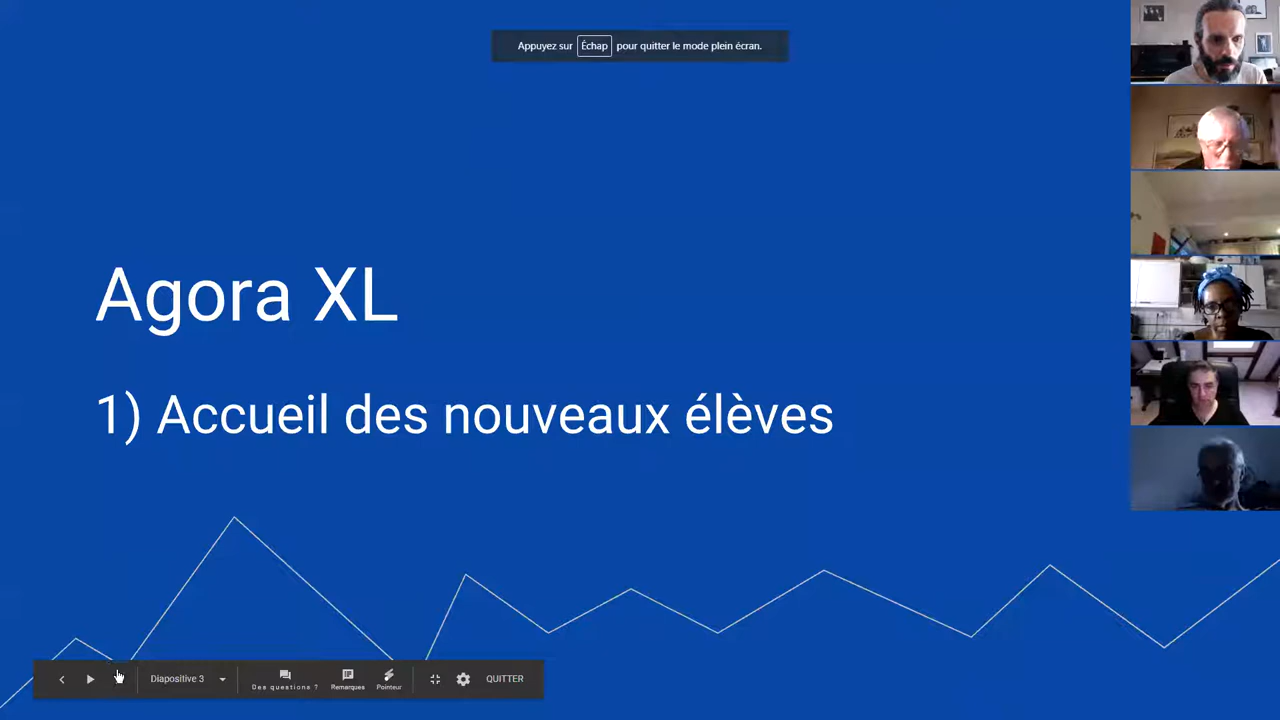 Appuyez sur Échap pour quitter le mode plein écran.
Agora XL
1) Accueil des nouveaux élèves
Diapositive 3
Des questions ?
Remarques
Pointeur
QUITTER